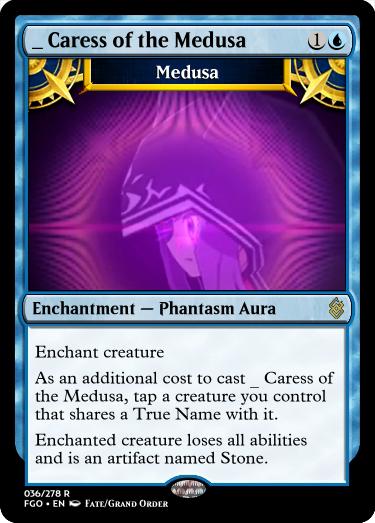 _ Caress of the Medusa
1
Medusa
Enchantment — Phantasm Aura
Enchant creature
As an additional cost to cast _ Caress of
the Medusa, tap a creature you control
that shares a True Name with it.
Enchanted creature loses all abilities
and is an artifact named Stone.
036/278 R
FGO • EN FATE/GRAND ORDER